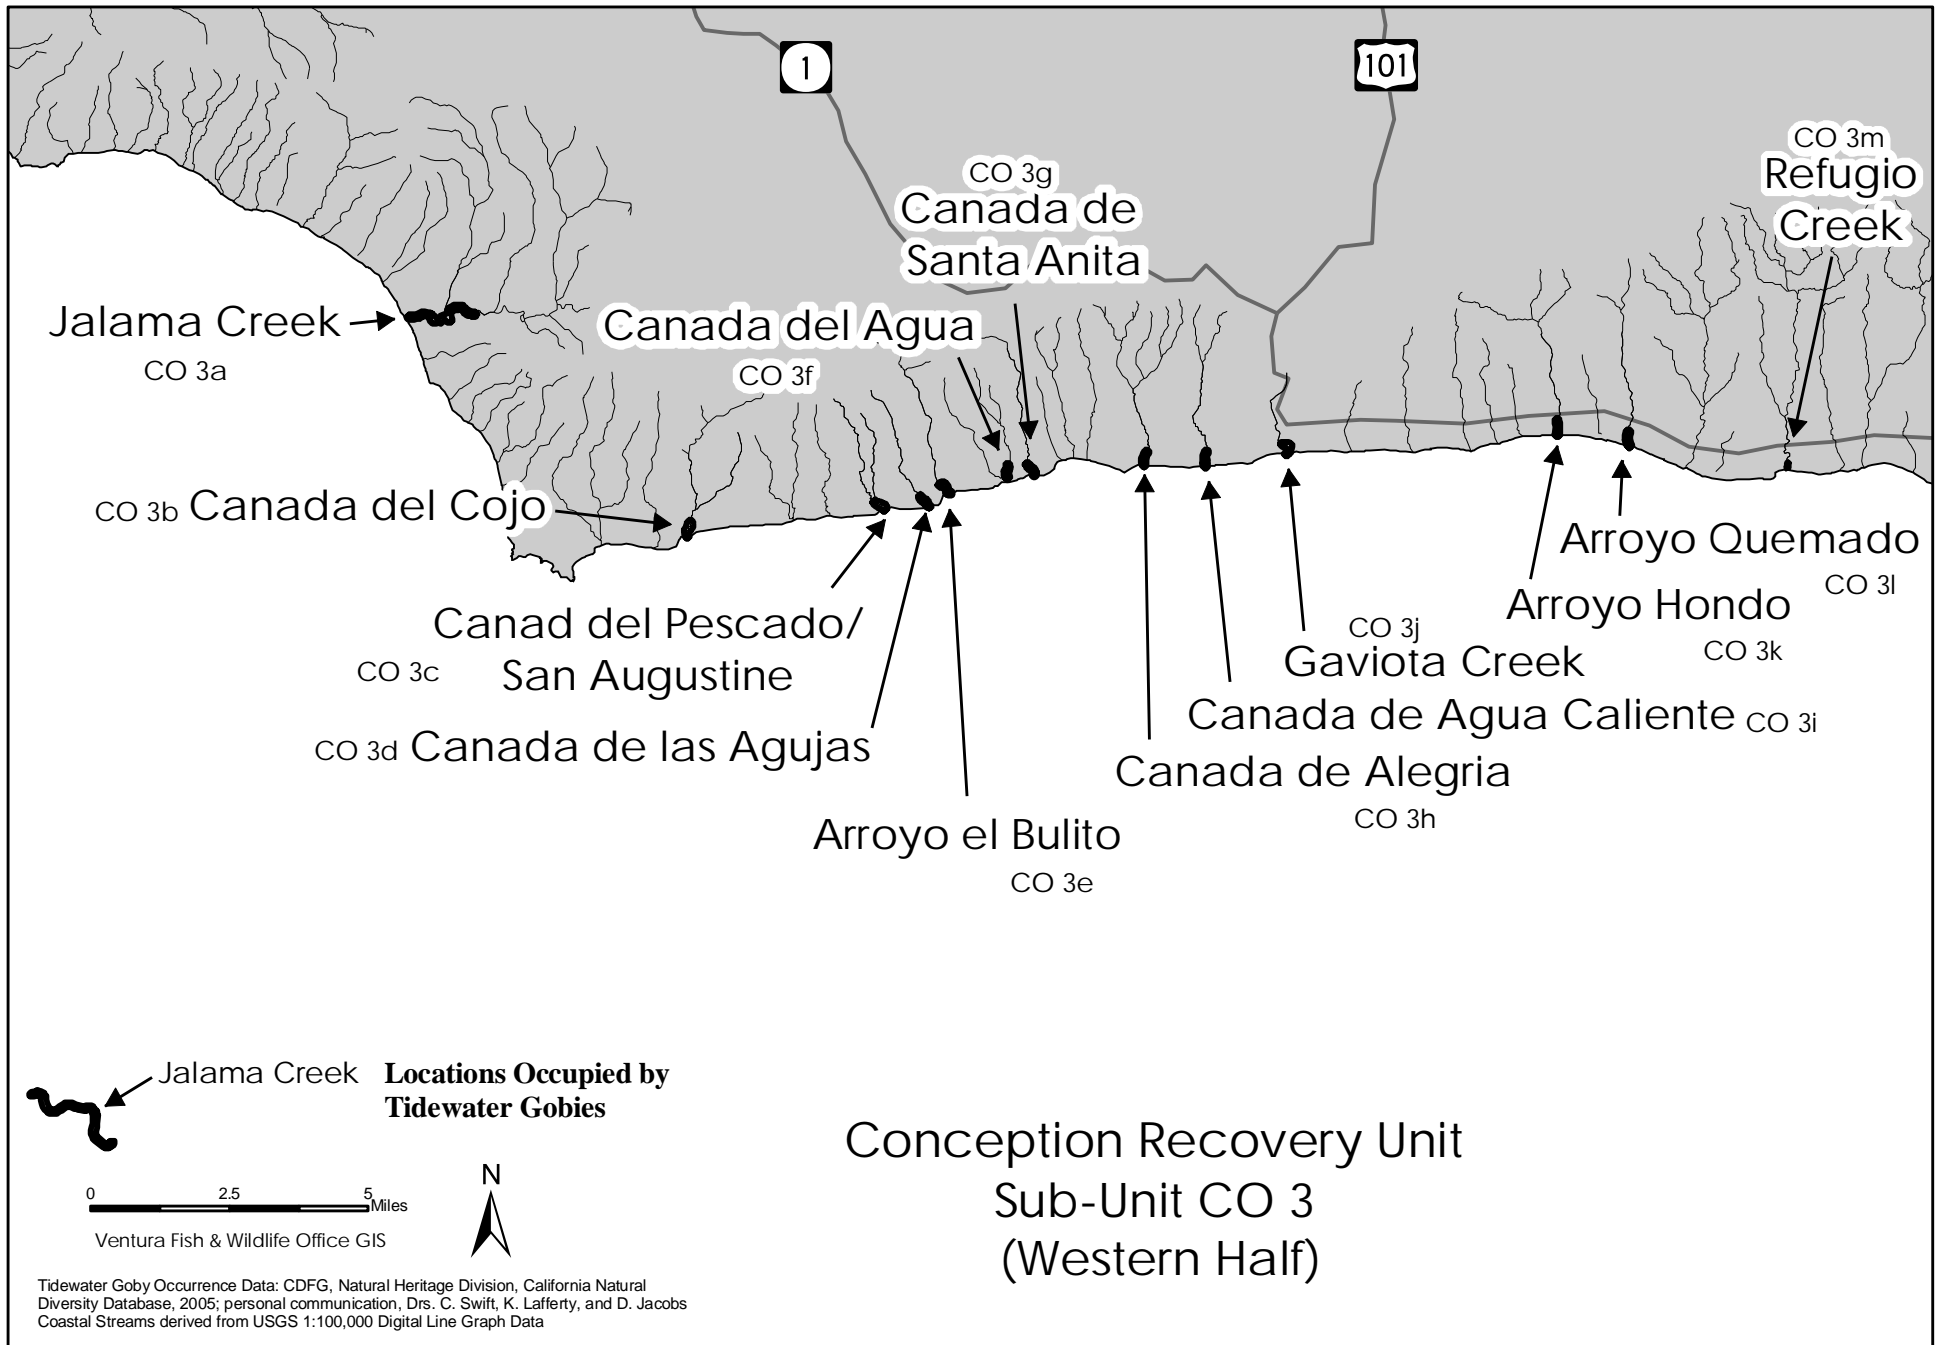 1
101
CO 3m
Refugio
Creek
CO 3g
Canada de
Santa Anita
Jalama Creek
CO 3a
Canada del Agua
CO 3f
CO 3b Canada del Cojo
Canad del Pescado/
San Augustine
CO 3c
CO 3d Canada de las Agujas
Arroyo el Bulito
CO 3e
Arroyo Quemado
CO 3l
Arroyo Hondo
CO 3k
CO 3j
Gaviota Creek
Canada de Agua Caliente CO 3i
Canada de Alegria
CO 3h
Jalama Creek
Locations Occupied by
Tidewater Gobies
N
0 2.5 5
Miles
Ventura Fish & Wildlife Office GIS
Tidewater Goby Occurrence Data: CDFG, Natural Heritage Division, California Natural
Diversity Database, 2005; personal communication, Drs. C. Swift, K. Lafferty, and D. Jacobs
Coastal Streams derived from USGS 1:100,000 Digital Line Graph Data
Conception Recovery Unit
Sub-Unit CO 3
(Western Half)